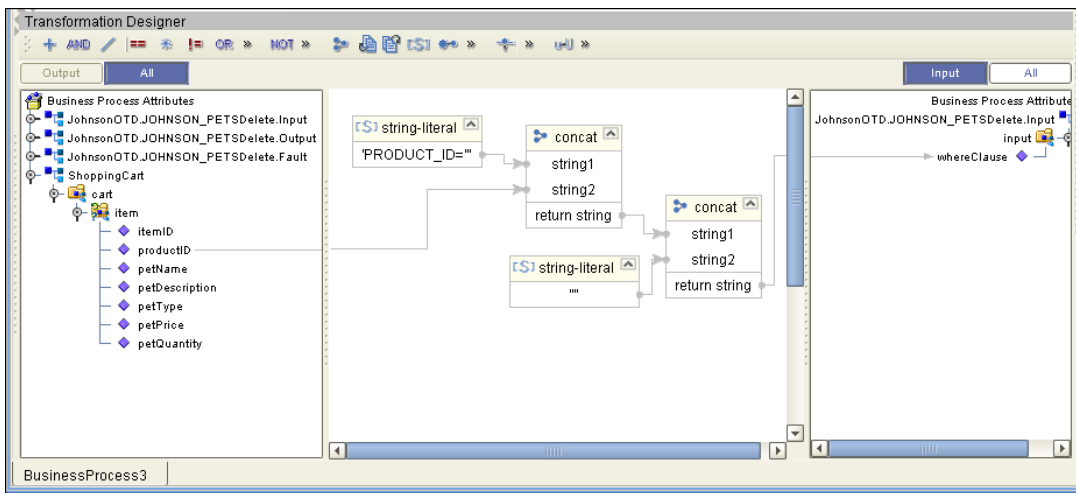 Transformation Designer
AND == != OR » NOT » [S] » » »
Output All Input All
Business Process Attributes
JohnsonOTD.JOHNSON_PETSDelete.Input
JohnsonOTD.JOHNSON_PETSDelete.Output
JohnsonOTD.JOHNSON_PETSDelete.Fault
ShoppingCart
cart
item
itemID
productID
petName
petDescription
petType
petPrice
petQuantity
[S] string-literal
'PRODUCT_ID='"
concat
string1
string2
return string
[S] string-literal
""
concat
string1
string2
return string
Business Process Attribute
JohnsonOTD.JOHNSON_PETSDelete.Input
input
whereClause
BusinessProcess3